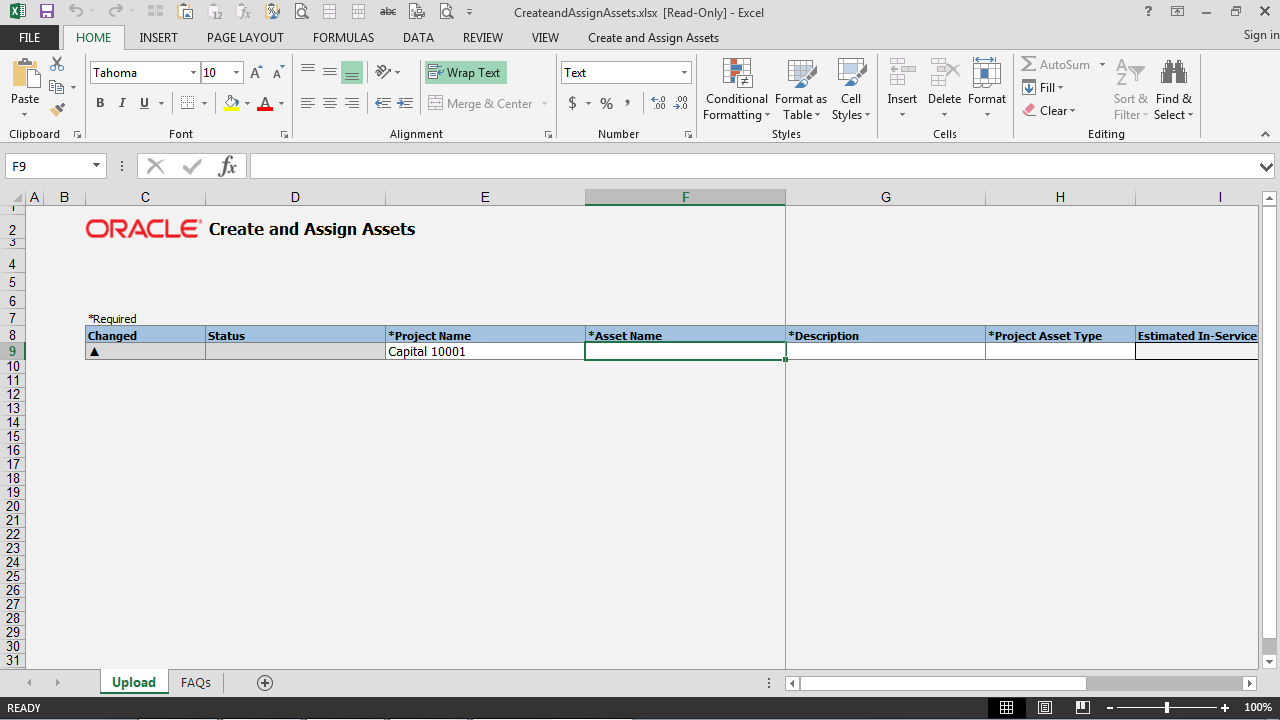 CreateandAssignAssets.xlsx [Read-Only] - Excel
FILE HOME INSERT PAGE LAYOUT FORMULAS DATA REVIEW VIEW Create and Assign Assets Sign in
Paste
Tahoma 10
B I U A
Wrap Text
Merge & Center
Text
$ % ,
Conditional Formatting
Format as Table
Cell Styles
Insert Delete Format
AutoSum
Fill
Clear
Sort & Filter
Find & Select
Clipboard Font Alignment Number Styles Cells Editing
F9 fx
A B C D E F G H I
1
2 ORACLE Create and Assign Assets
3
4
5
6
7 *Required
8 Changed Status *Project Name *Asset Name *Description *Project Asset Type Estimated In-Service
9 ▲ Capital 10001
10
11
12
13
14
15
16
17
18
19
20
21
22
23
24
25
26
27
28
29
30
31
Upload FAQs
READY 100%